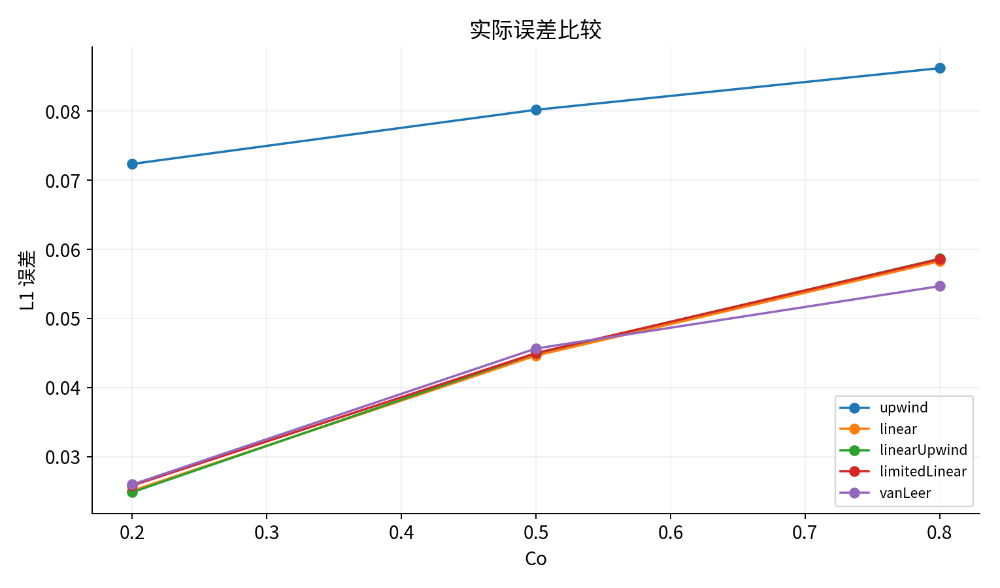 实际误差比较
L1 误差
0.08
0.07
0.06
0.05
0.04
0.03
0.2
0.3
0.4
0.5
0.6
0.7
0.8
Co
upwind
linear
linearUpwind
limitedLinear
vanLeer